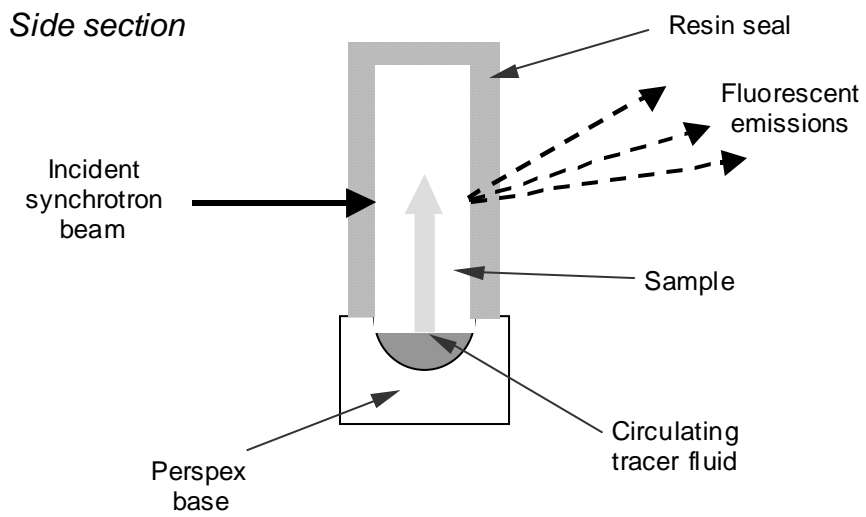 Side section
Resin seal
Fluorescent
emissions
Incident
synchrotron
beam
Sample
Circulating
tracer fluid
Perspex
base